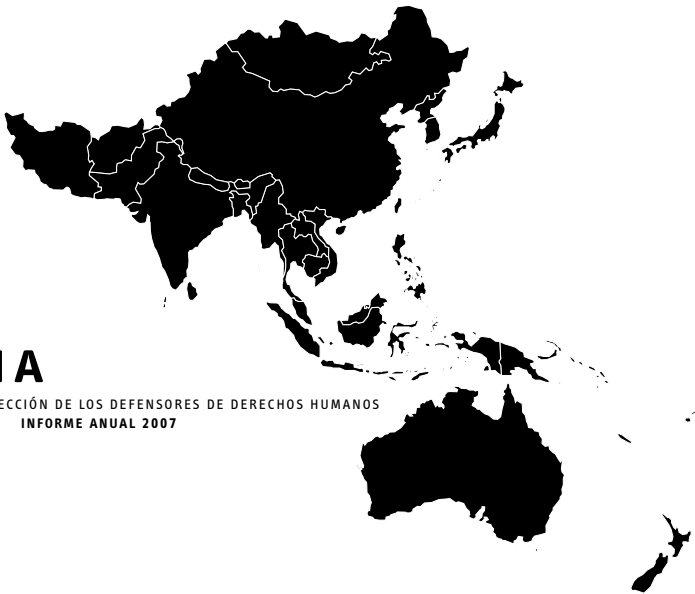 IA
ECCIÓN DE LOS DEFENSORES DE DERECHOS HUMANOS
INFORME ANUAL 2007